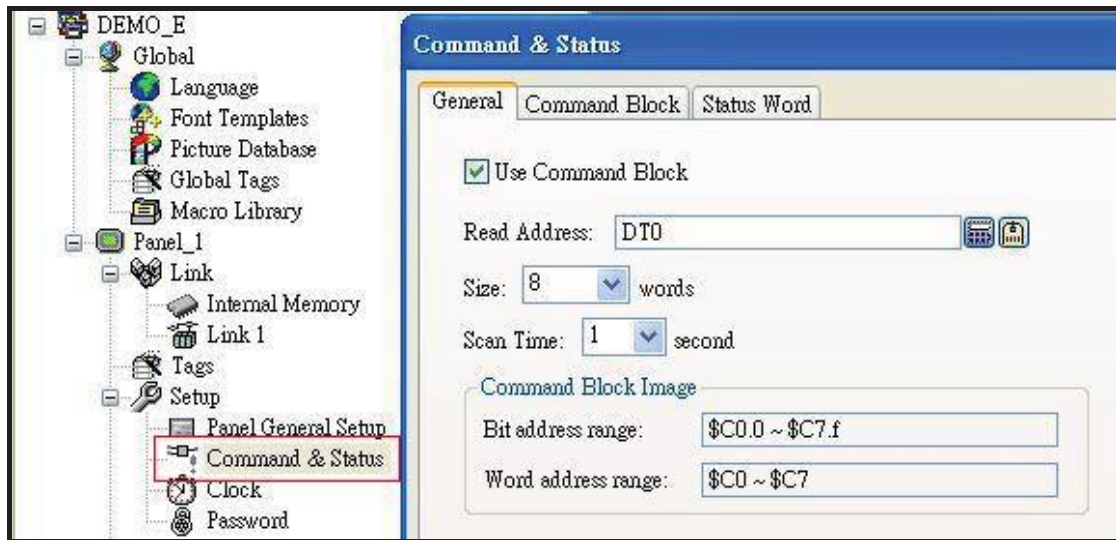 DEMO_E
Global
Language
Font Templates
Picture Database
Global Tags
Macro Library
Panel_1
Link
Internal Memory
Link 1
Tags
Setup
Panel General Setup
Command & Status
Clock
Password
Command & Status
General
Command Block
Status Word
Use Command Block
Read Address: DT0
Size: 8 words
Scan Time: 1 second
Command Block Image
Bit address range: $C0.0 ~ $C7.f
Word address range: $C0 ~ $C7